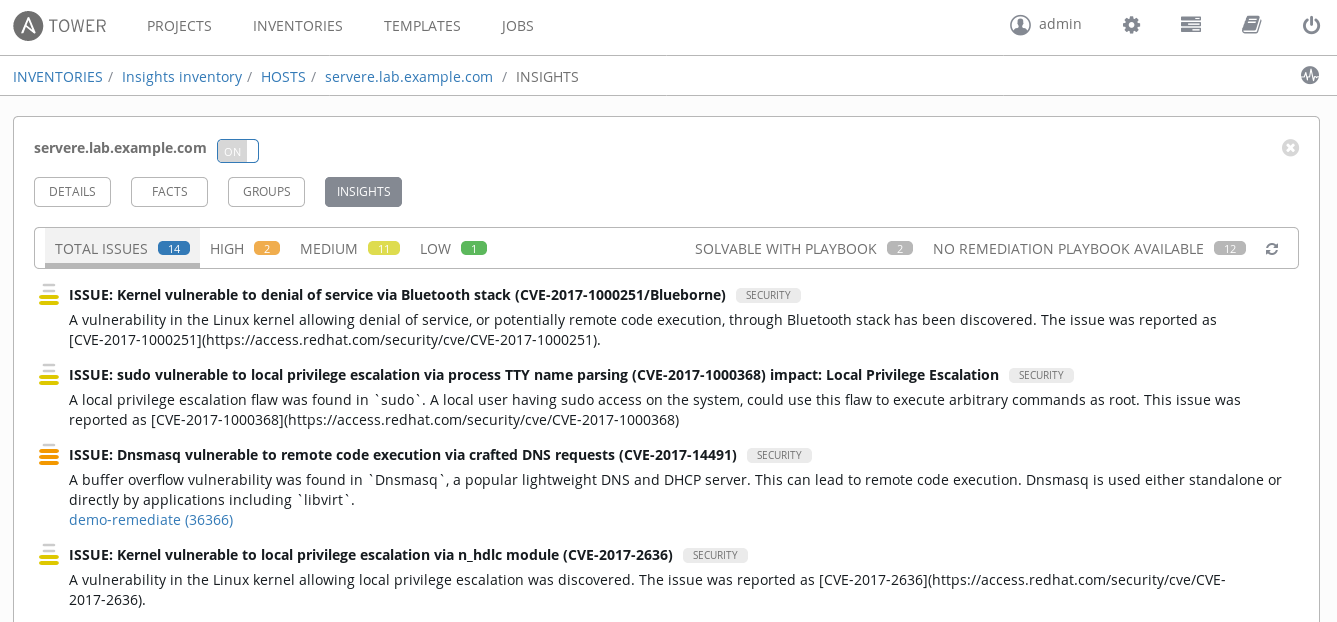 TOWER PROJECTS INVENTORIES TEMPLATES JOBS admin
INVENTORIES / Insights inventory / HOSTS / servere.lab.example.com / INSIGHTS
servere.lab.example.com ON
DETAILS FACTS GROUPS INSIGHTS
TOTAL ISSUES 14 HIGH 2 MEDIUM 11 LOW 1 SOLVABLE WITH PLAYBOOK 2 NO REMEDIATION PLAYBOOK AVAILABLE 12
ISSUE: Kernel vulnerable to denial of service via Bluetooth stack (CVE-2017-1000251/Blueborne) SECURITY
A vulnerability in the Linux kernel allowing denial of service, or potentially remote code execution, through Bluetooth stack has been discovered. The issue was reported as
[CVE-2017-1000251](https://access.redhat.com/security/cve/CVE-2017-1000251).
ISSUE: sudo vulnerable to local privilege escalation via process TTY name parsing (CVE-2017-1000368) impact: Local Privilege Escalation SECURITY
A local privilege escalation flaw was found in `sudo`. A local user having sudo access on the system, could use this flaw to execute arbitrary commands as root. This issue was
reported as [CVE-2017-1000368](https://access.redhat.com/security/cve/CVE-2017-1000368)
ISSUE: Dnsmasq vulnerable to remote code execution via crafted DNS requests (CVE-2017-14491) SECURITY
A buffer overflow vulnerability was found in `Dnsmasq`, a popular lightweight DNS and DHCP server. This can lead to remote code execution. Dnsmasq is used either standalone or
directly by applications including `libvirt`.
demo-remediate (36366)
ISSUE: Kernel vulnerable to local privilege escalation via n_hdlc module (CVE-2017-2636) SECURITY
A vulnerability in the Linux kernel allowing local privilege escalation was discovered. The issue was reported as [CVE-2017-2636](https://access.redhat.com/security/cve/CVE-
2017-2636).